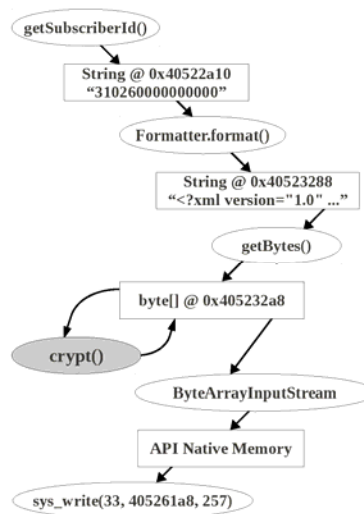 getSubscriberId()
String @ 0x40522a10
“310260000000000”
Formatter.format()
String @ 0x40523288
“<?xml version="1.0" ...”
getBytes()
byte[] @ 0x405232a8
crypt()
ByteArrayInputStream
API Native Memory
sys_write(33, 405261a8, 257)